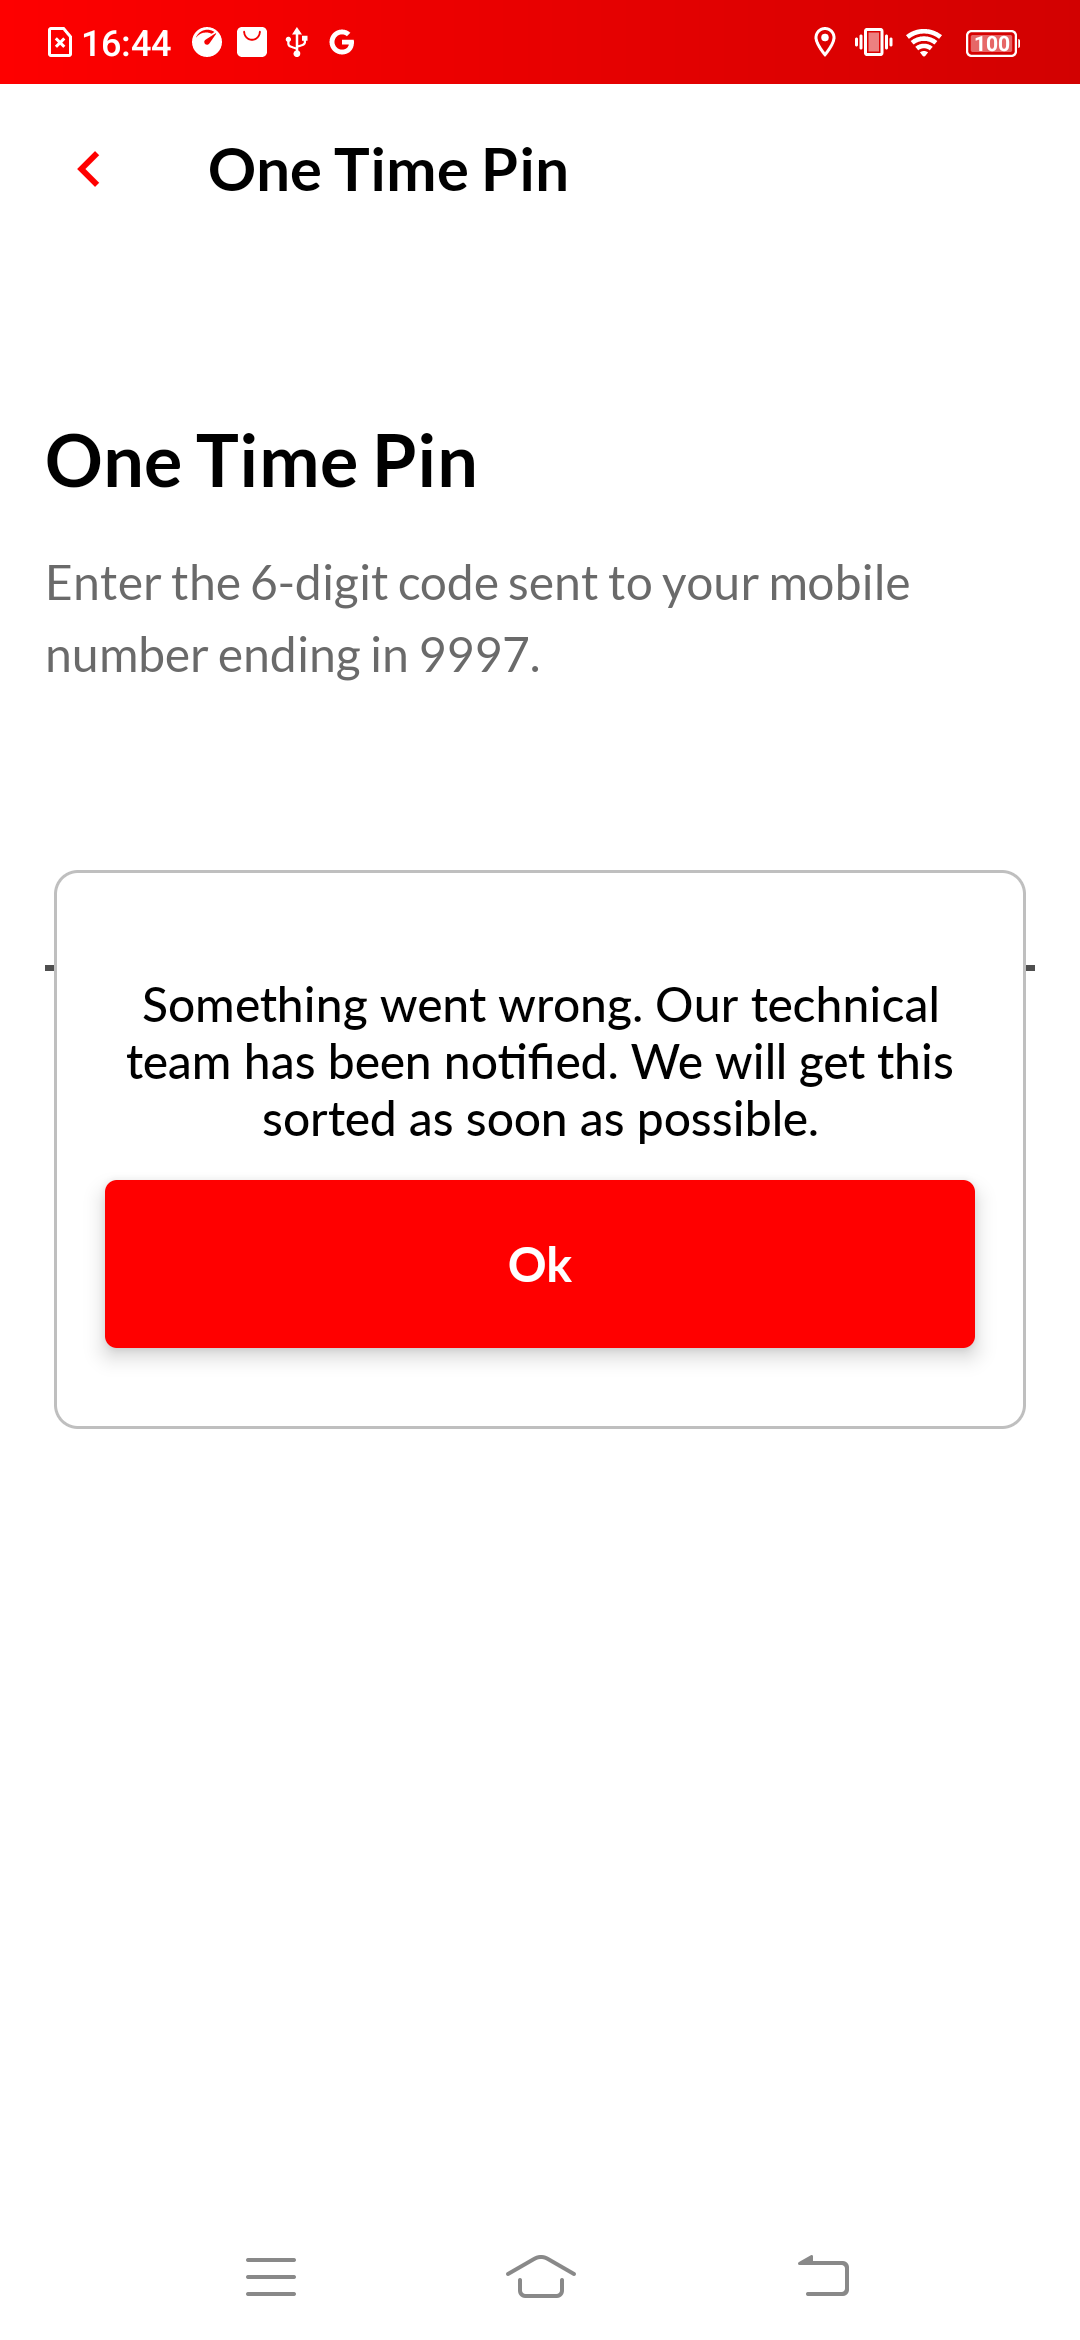 16:44
100
One Time Pin
One Time Pin
Enter the 6-digit code sent to your mobile
number ending in 9997.
Something went wrong. Our technical
team has been notified. We will get this
sorted as soon as possible.
Ok